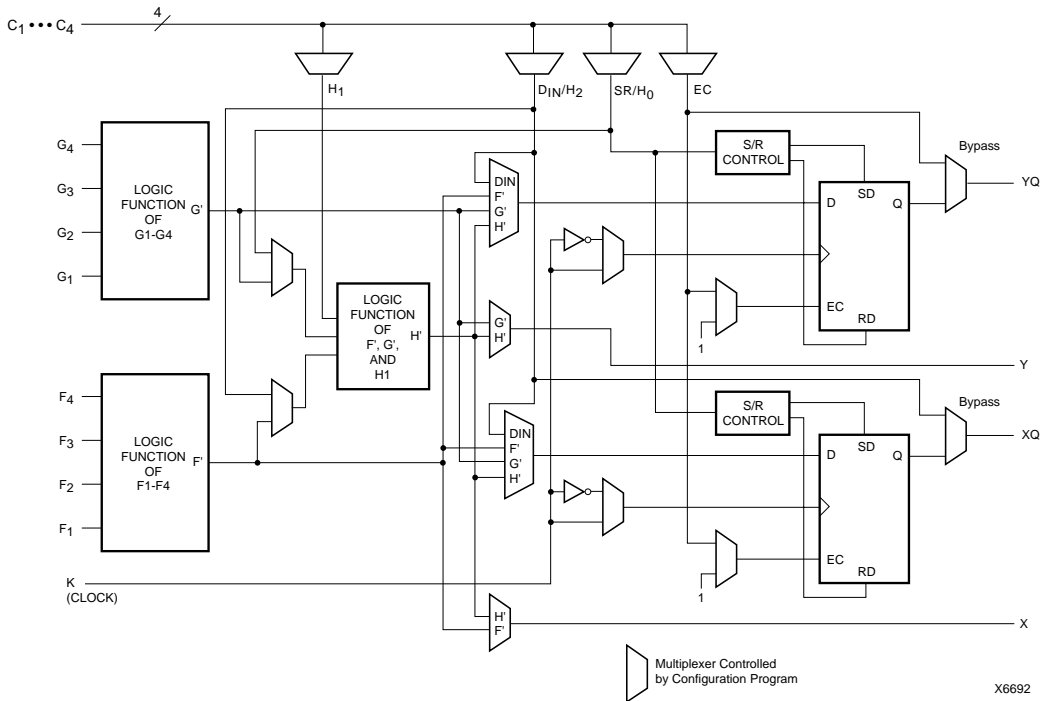 4
C1 • • • C4
H1
DIN/H2
SR/H0
EC
G4
G3
G2
G1
LOGIC
FUNCTION
OF
G1-G4
G'
DIN
F'
G'
H'
S/R
CONTROL
Bypass
SD
D
Q
YQ
EC
RD
1
LOGIC
FUNCTION
OF
F', G',
AND
H1
H'
G'
H'
Y
F4
F3
F2
F1
LOGIC
FUNCTION
OF
F1-F4
F'
DIN
F'
G'
H'
S/R
CONTROL
Bypass
SD
D
Q
XQ
EC
RD
1
K
(CLOCK)
H'
F'
X
Multiplexer Controlled
by Configuration Program
X6692